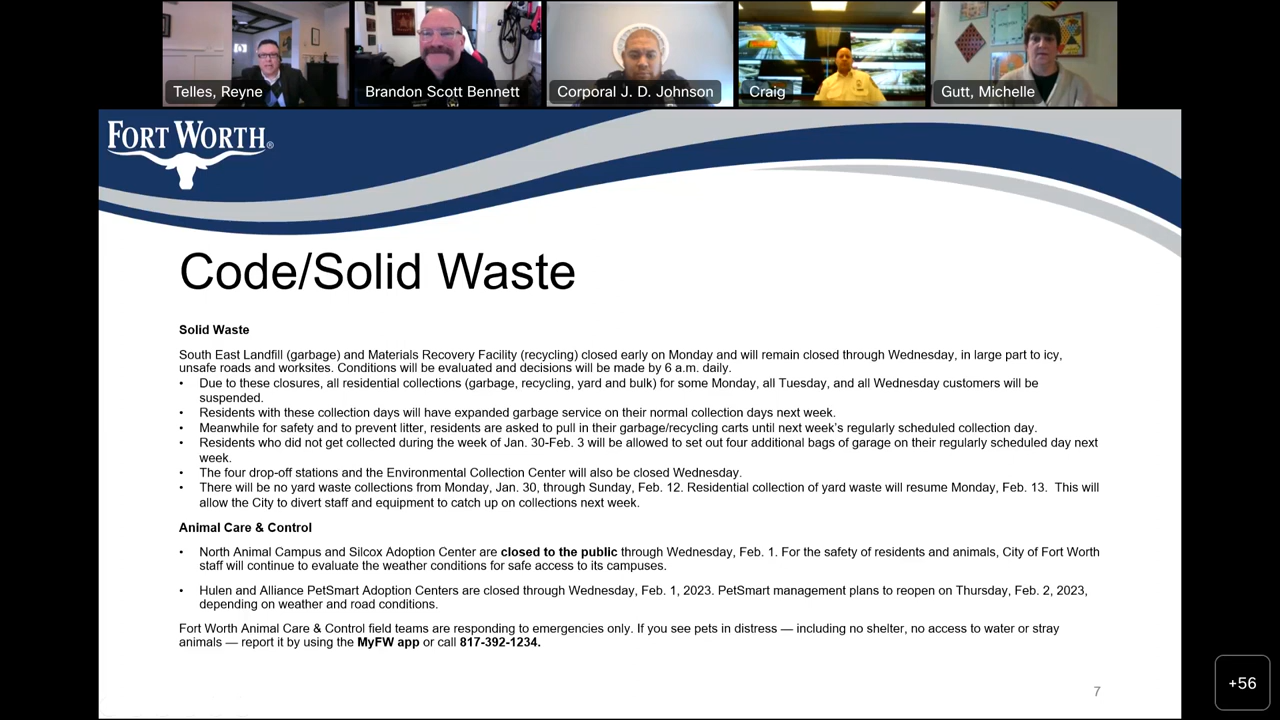 Telles, Reyne
Brandon Scott Bennett
Corporal J. D. Johnson
Craig
Gutt, Michelle
FORT WORTH®
Code/Solid Waste
Solid Waste
South East Landfill (garbage) and Materials Recovery Facility (recycling) closed early on Monday and will remain closed through Wednesday, in large part to icy,
unsafe roads and worksites. Conditions will be evaluated and decisions will be made by 6 a.m. daily.
• Due to these closures, all residential collections (garbage, recycling, yard and bulk) for some Monday, all Tuesday, and all Wednesday customers will be
suspended.
• Residents with these collection days will have expanded garbage service on their normal collection days next week.
• Meanwhile for safety and to prevent litter, residents are asked to pull in their garbage/recycling carts until next week's regularly scheduled collection day.
• Residents who did not get collected during the week of Jan. 30-Feb. 3 will be allowed to set out four additional bags of garage on their regularly scheduled day next
week.
• The four drop-off stations and the Environmental Collection Center will also be closed Wednesday.
• There will be no yard waste collections from Monday, Jan. 30, through Sunday, Feb. 12. Residential collection of yard waste will resume Monday, Feb. 13. This will
allow the City to divert staff and equipment to catch up on collections next week.
Animal Care & Control
• North Animal Campus and Silcox Adoption Center are closed to the public through Wednesday, Feb. 1. For the safety of residents and animals, City of Fort Worth
staff will continue to evaluate the weather conditions for safe access to its campuses.
• Hulen and Alliance PetSmart Adoption Centers are closed through Wednesday, Feb. 1, 2023. PetSmart management plans to reopen on Thursday, Feb. 2, 2023,
depending on weather and road conditions.
Fort Worth Animal Care & Control field teams are responding to emergencies only. If you see pets in distress — including no shelter, no access to water or stray
animals — report it by using the MyFW app or call 817-392-1234.
7
+56